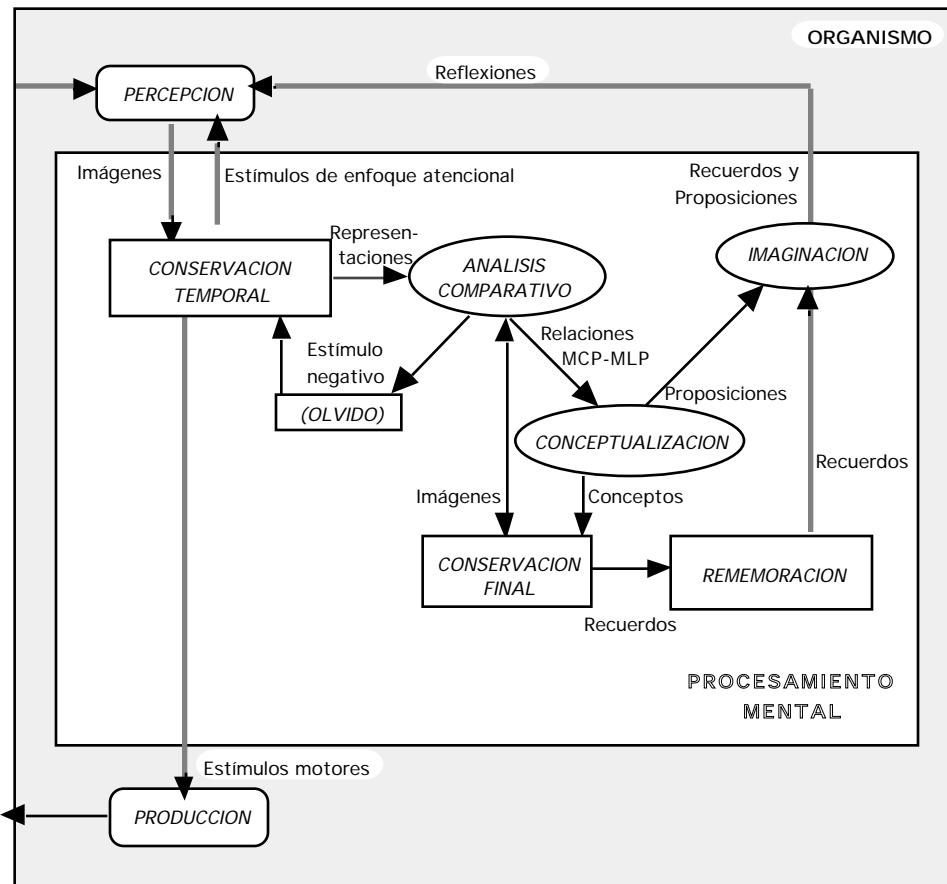 ORGANISMO
Reflexiones
PERCEPCION
Imágenes
Estímulos de enfoque atencional
Recuerdos y
Proposiciones
Represen-
taciones
CONSERVACION
TEMPORAL
ANALISIS
COMPARATIVO
IMAGINACION
Estímulo
negativo
Relaciones
MCP-MLP
(OLVIDO)
Proposiciones
CONCEPTUALIZACION
Recuerdos
Imágenes
Conceptos
CONSERVACION
FINAL
REMEMORACION
Recuerdos
PROCESAMIENTO
MENTAL
Estímulos motores
PRODUCCION